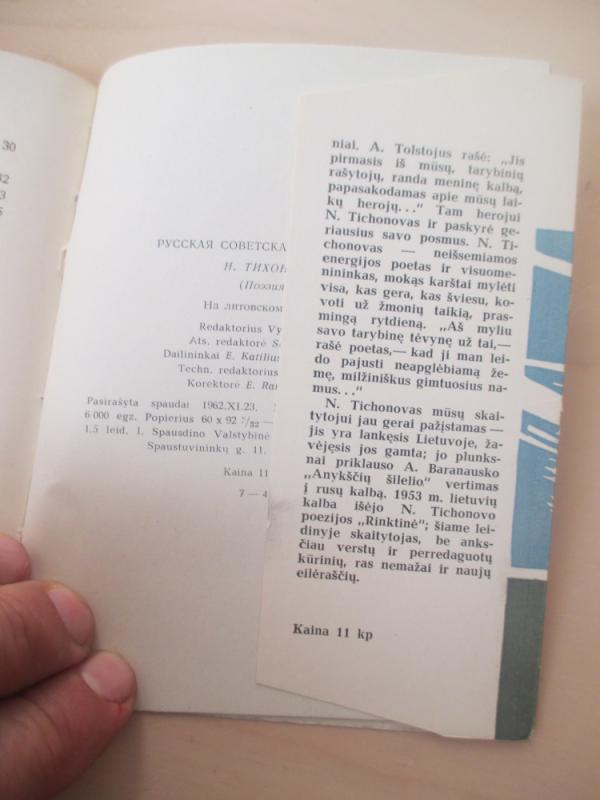 30
32
3
РУССКАЯ СОВЕТСКА
Н. ТИХОН
(Поэзия
На литовском
Redaktorius Vy
Ats. redaktorė S
Dailininkai E. Katilius
Techn. redaktorius
Korektorė E. Ra
Pasirašyta spaudai 1962.XI.23.
6 000 egz. Popierius 60 x 92 1/32 —
1,5 leid. l. Spausdino Valstybinė
Spaustuvininkų g. 11.
Kaina 11
7 — 4
niai. A. Tolstojus rašė: „Jis
pirmasis iš mūsų, tarybinių
rašytojų, randa meninę kalbą,
papasakodamas apie mūsų lai-
kų herojų...“ Tam herojui
N. Tichonovas ir paskyrė ge-
riausius savo posmus. N. Ti-
chonovas — neišsemiamos
energijos poetas ir visuome-
nininkas, mokąs karštai mylėti
visa, kas gera, kas šviesu, ko-
voti už žmonių taikią, pras-
mingą rytdieną. „Aš myliu
savo tarybinę tėvynę už tai,—
rašė poetas,— kad ji man lei-
do pajusti neapglėbiamą že-
mę, milžiniškus gimtuosius na-
mus...“
N. Tichonovas mūsų skai-
tytojui jau gerai pažįstamas —
jis yra lankęsis Lietuvoje, ža-
vėjęsis jos gamta; jo plunks-
nai priklauso A. Baranausko
„Anykščių šilelio“ vertimas
į rusų kalbą. 1953 m. lietuvių
kalba išėjo N. Tichonovo
poezijos „Rinktinė“; šiame lei-
dinyje skaitytojas, be anks-
čiau verstų ir perredaguotų
kūrinių, ras nemažai ir naujų
eilėraščių.
Kaina 11 kp